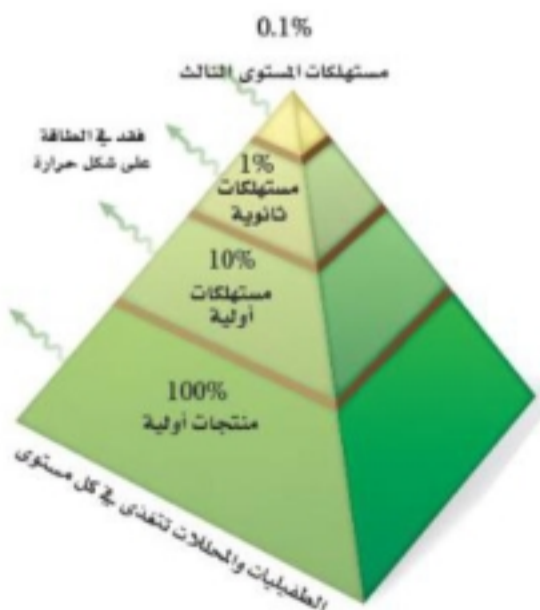 0.1%
مستهلكات المستوى الثالث
فقد في الطاقة
على شكل حرارة
1%
مستهلكات
ثانوية
10%
مستهلكات
أولية
100%
منتجات أولية
الطفيليات والمحللات تتغذى في كل مستوى